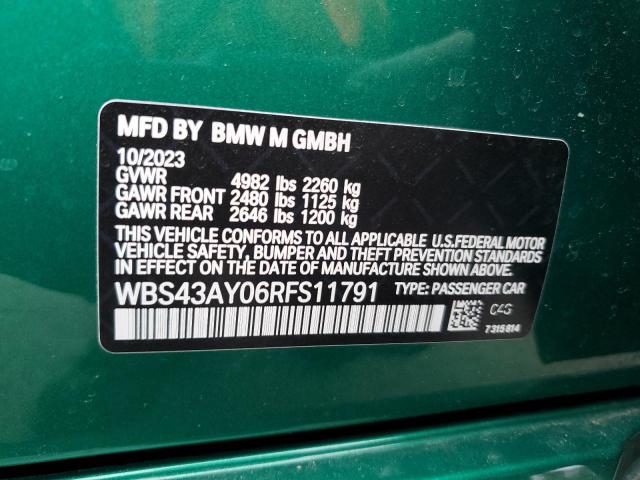 MFD BY BMW M GMBH
10/2023
GVWR 4982 lbs 2260 kg
GAWR FRONT 2480 lbs 1125 kg
GAWR REAR 2646 lbs 1200 kg
THIS VEHICLE CONFORMS TO ALL APPLICABLE U.S.FEDERAL MOTOR
VEHICLE SAFETY, BUMPER AND THEFT PREVENTION
STANDARDS IN EFFECT ON THE DATE OF
MANUFACTURE SHOWN ABOVE.
WBS43AY06RFS11791 TYPE: PASSENGER CAR
C4G
7315814